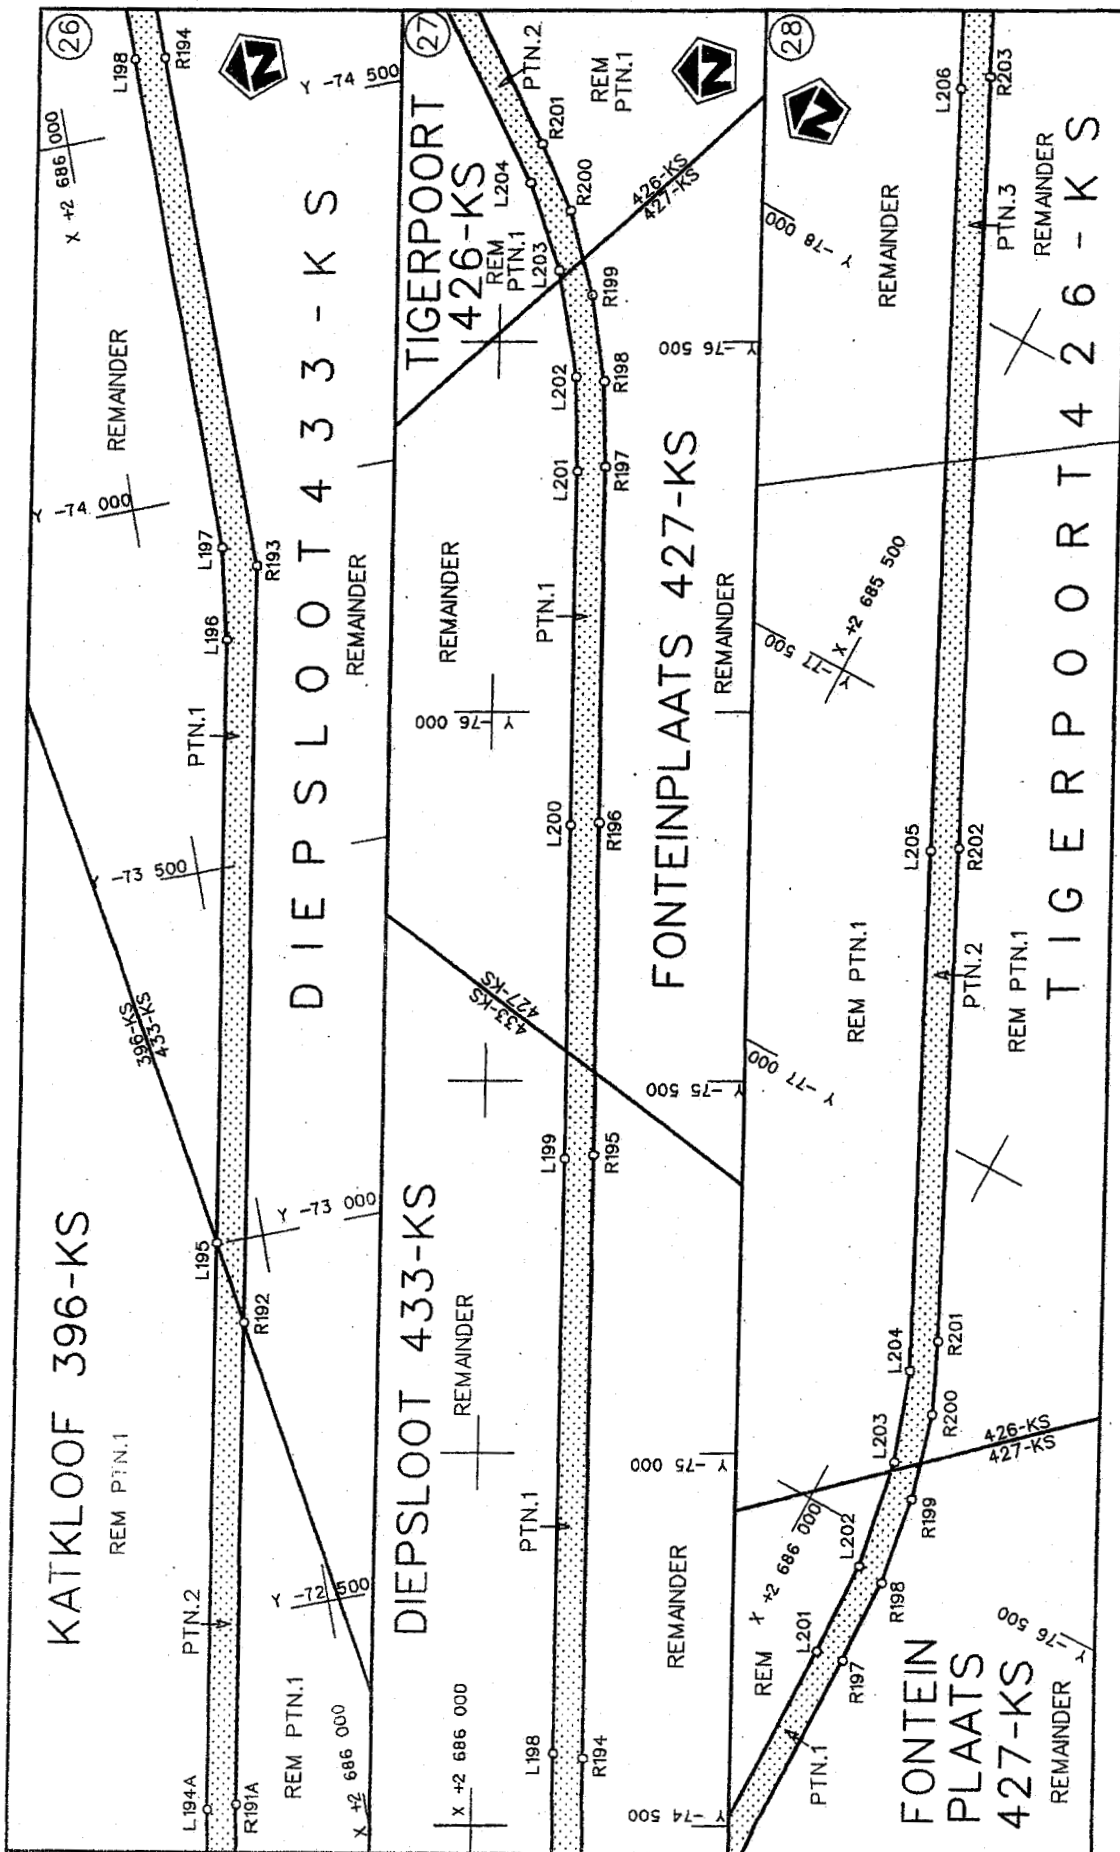 26
KATKLOOF 396-KS
REM PTN.1
PTN.2
L194A
R191A
REM PTN.1
X +2 686 000
Y -72 500
L195
R192
Y -73 000
396-KS
433-KS
Y -73 500
PTN.1
L196
L197
R193
Y -74 000
REMAINDER
X +2 686 000
L198
R194
N
Y -74 500
DIEPSLOOT 433-KS
REMAINDER
27
DIEPSLOOT 433-KS
REMAINDER
X +2 686 000
L198
R194
Y -74 500
PTN.1
REMAINDER
Y -75 000
L199
R195
Y -75 500
433-KS
427-KS
FONTEINPLAATS 427-KS
L200
R196
Y -76 000
REMAINDER
PTN.1
REMAINDER
L201
R197
L202
R198
Y -76 500
L203
R199
TIGERPOORT
426-KS
REM
PTN.1
426-KS
427-KS
L204
R200
R201
PTN.2
REM
PTN.1
N
28
FONTEIN
PLAATS
427-KS
REMAINDER
PTN.1
REM
X +2 686 000
Y -76 500
L201
R197
L202
R198
L203
R199
426-KS
427-KS
L204
R200
R201
Y -77 000
REM PTN.1
PTN.2
REM PTN.1
L205
R202
Y -77 500
X +2 685 500
TIGERPOORT 426-KS
REMAINDER
Y -78 000
PTN.3
REMAINDER
L206
R203
N